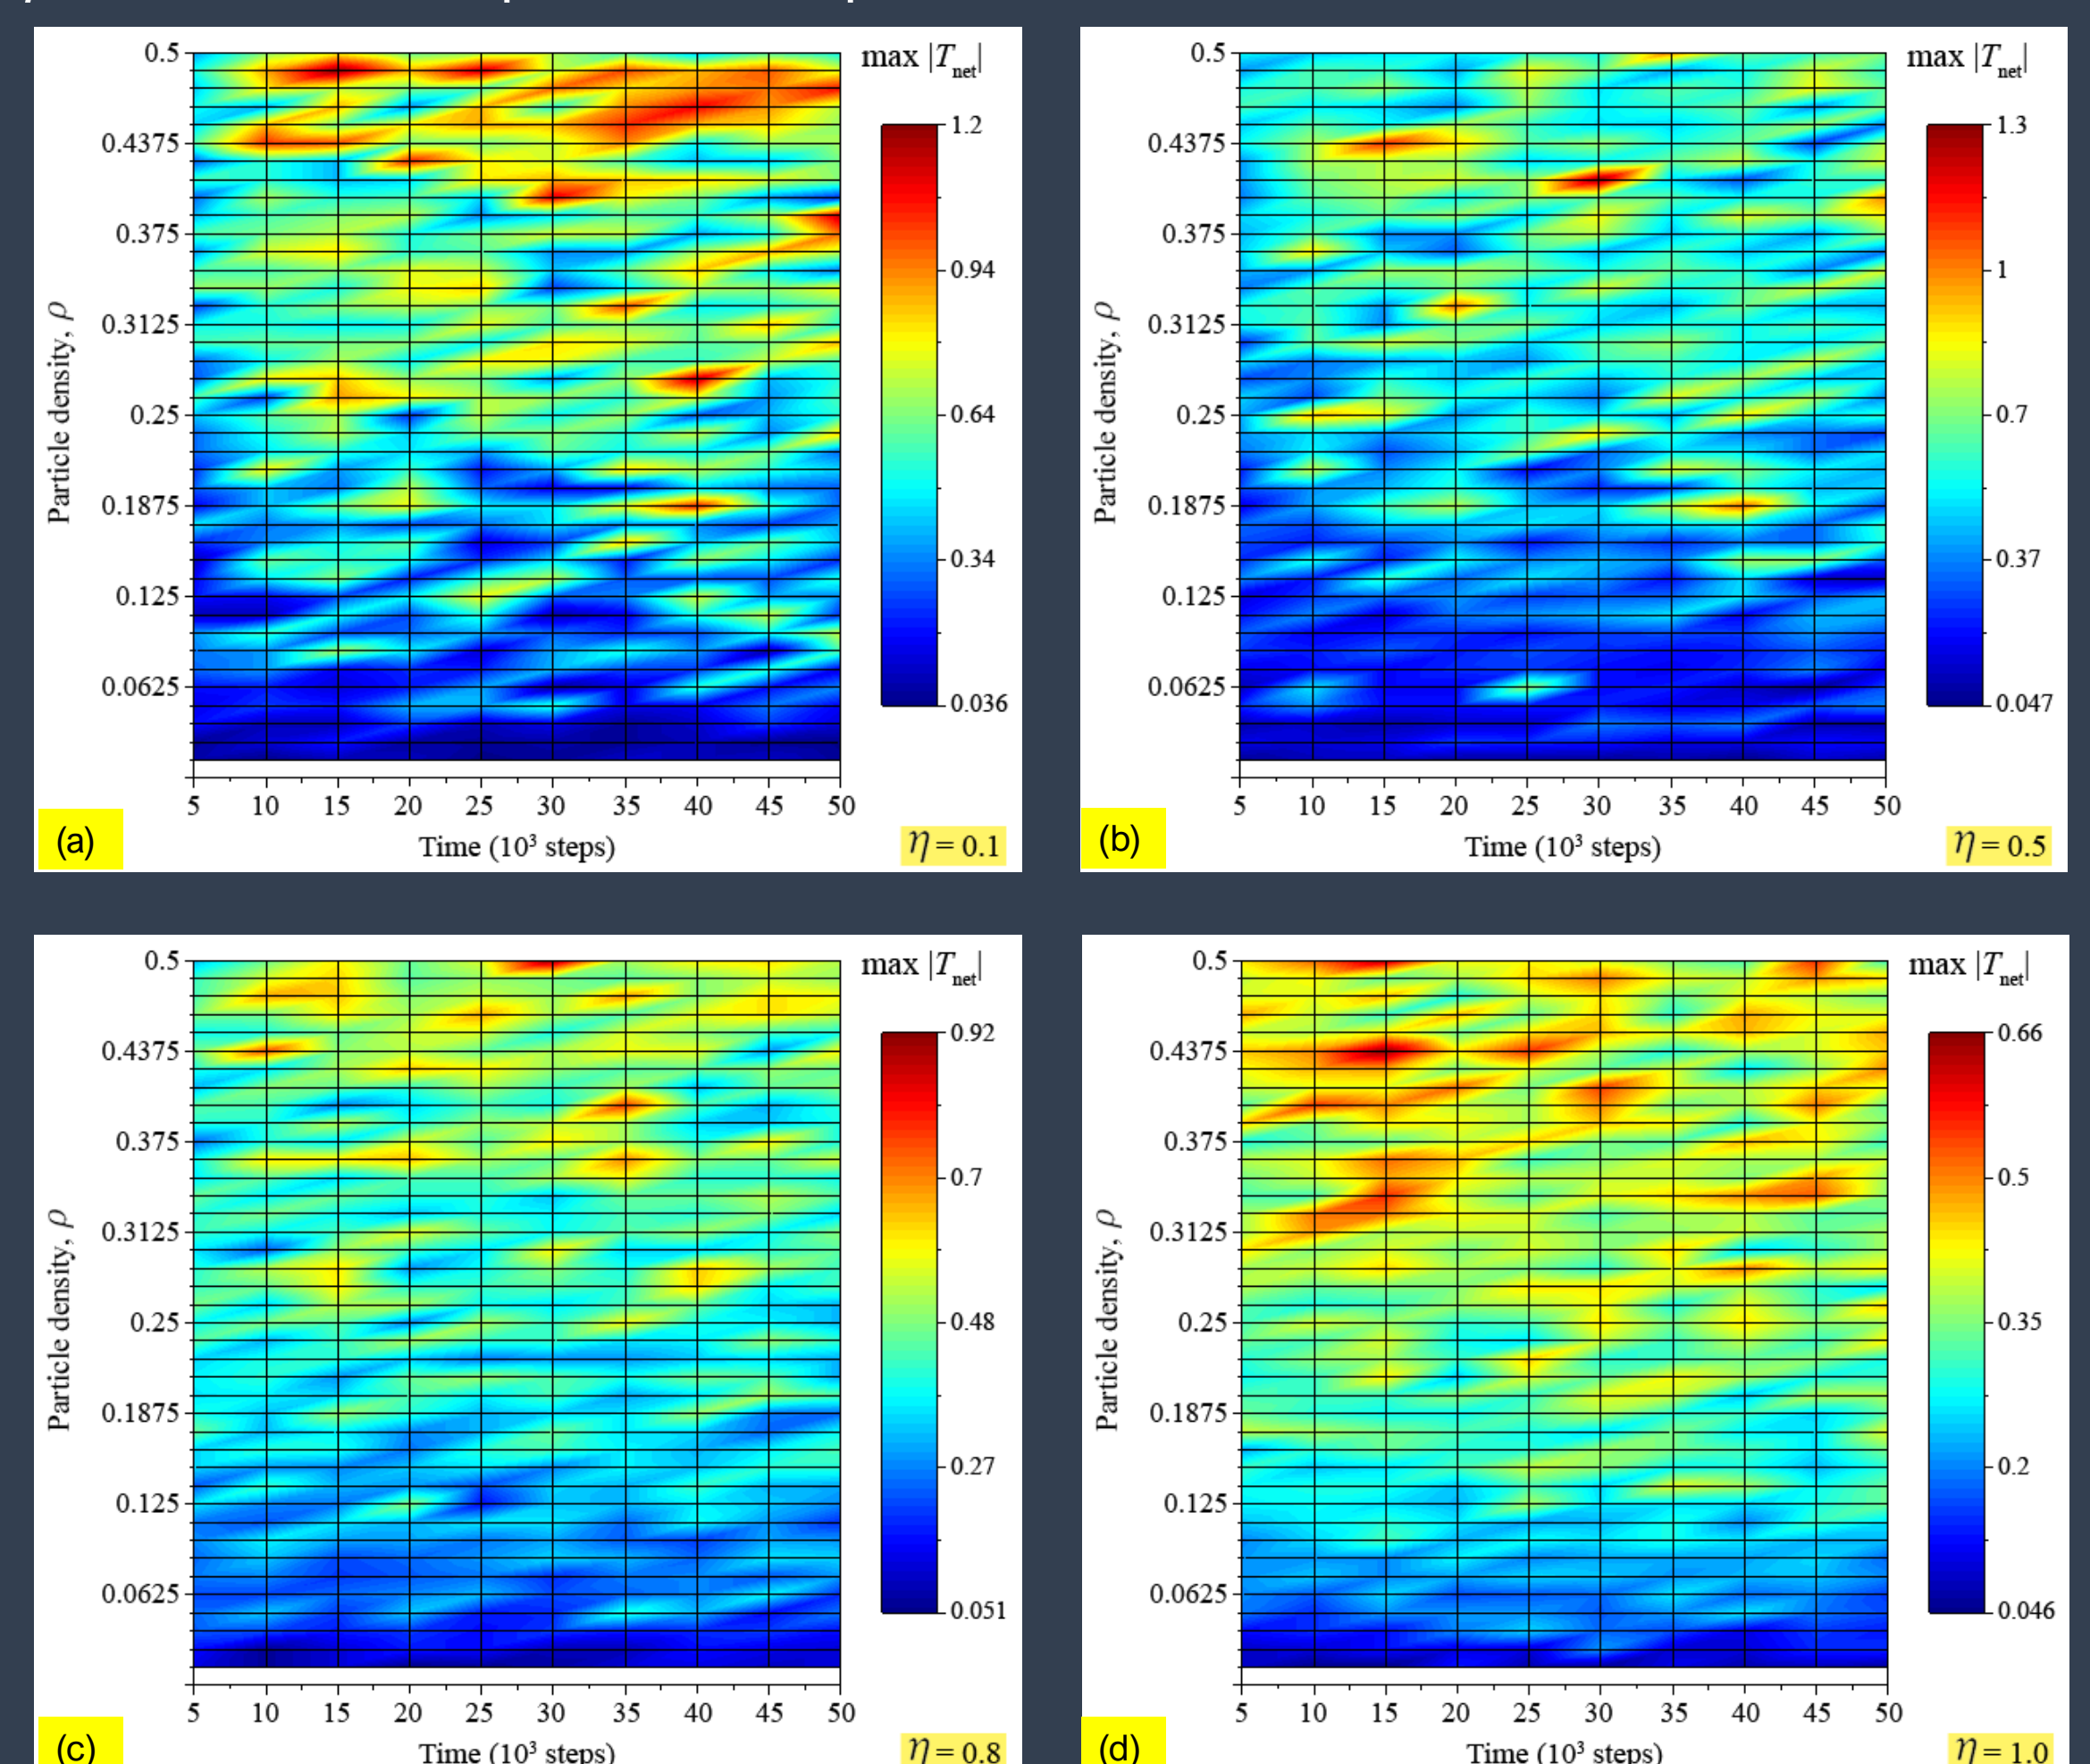 0.5
max |Tnet|
1.2
0.4375
0.94
0.375
Particle density, ρ
0.3125
0.64
0.25
0.1875
0.34
0.125
0.0625
0.036
5 10 15 20 25 30 35 40 45 50
(a)
Time (10³ steps)
η = 0.1
0.5
max |Tnet|
1.3
0.4375
1
0.375
Particle density, ρ
0.3125
0.7
0.25
0.1875
0.37
0.125
0.0625
0.047
5 10 15 20 25 30 35 40 45 50
(b)
Time (10³ steps)
η = 0.5
0.5
max |Tnet|
0.92
0.4375
0.375
0.7
Particle density, ρ
0.3125
0.25
0.48
0.1875
0.27
0.125
0.0625
0.051
5 10 15 20 25 30 35 40 45 50
(c)
Time (10³ steps)
η = 0.8
0.5
max |Tnet|
0.66
0.4375
0.375
0.5
Particle density, ρ
0.3125
0.25
0.35
0.1875
0.2
0.125
0.0625
0.046
5 10 15 20 25 30 35 40 45 50
(d)
Time (10³ steps)
η = 1.0